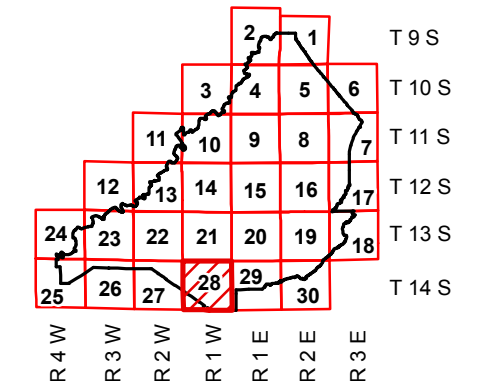 2 1 T 9 S
3 4 5 6 T 10 S
11 10 9 8 7 T 11 S
12 13 14 15 16 17 T 12 S
24 23 22 21 20 19 18 T 13 S
25 26 27 28 29 30 T 14 S
R 4 W R 3 W R 2 W R 1 W R 1 E R 2 E R 3 E